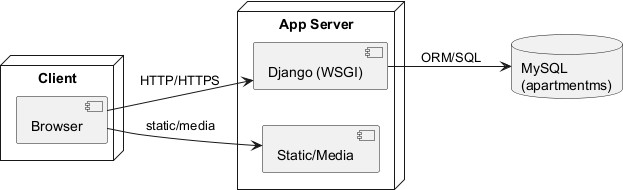 Client
Browser
HTTP/HTTPS
static/media
App Server
Django (WSGI)
Static/Media
ORM/SQL
MySQL
(apartmentms)